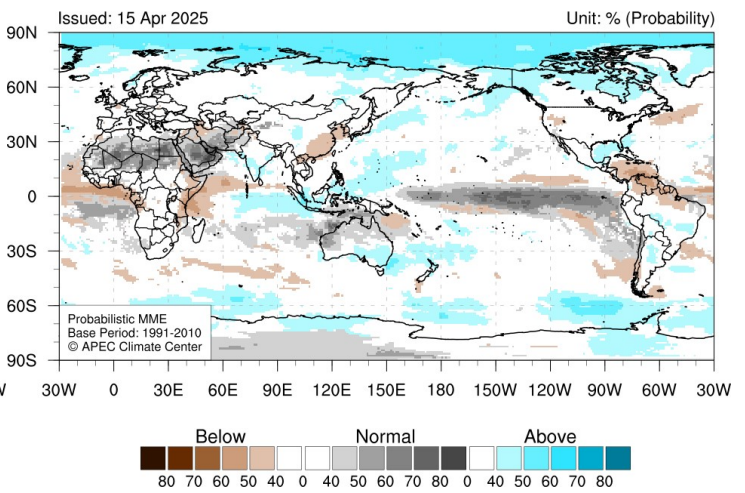 Issued: 15 Apr 2025 Unit: % (Probability)
90N
60N
30N
0
30S
60S
90S
Probabilistic MME
Base Period: 1991-2010
© APEC Climate Center
W 30W 0 30E 60E 90E 120E 150E 180 150W 120W 90W 60W 30W
Below Normal Above
80 70 60 50 40 0 40 50 60 70 80 0 40 50 60 70 80